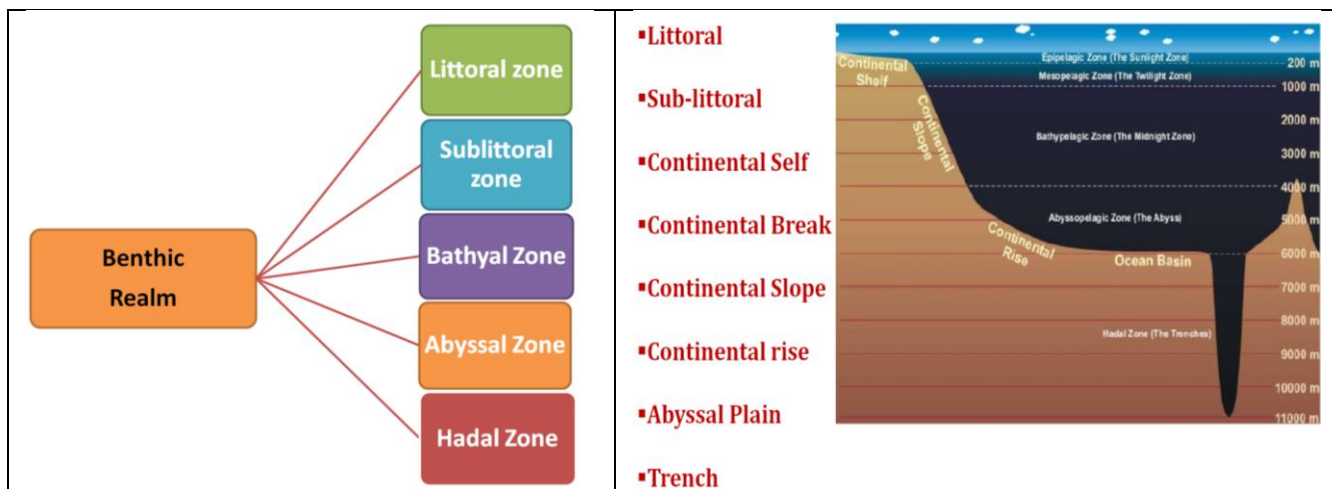 Benthic
Realm
Littoral zone
Sublittoral
zone
Bathyal Zone
Abyssal Zone
Hadal Zone
▪Littoral
▪Sub-littoral
▪Continental Self
▪Continental Break
▪Continental Slope
▪Continental rise
▪Abyssal Plain
▪Trench
Continental
Shelf
Continental
Slope
Continental
Rise
Ocean Basin
Epipelagic Zone (The Sunlight Zone)
Mesopelagic Zone (The Twilight Zone)
Bathypelagic Zone (The Midnight Zone)
Abyssopelagic Zone (The Abyss)
Hadal Zone (The Trenches)
200 m
1000 m
2000 m
3000 m
4000 m
5000 m
6000 m
7000 m
8000 m
9000 m
10000 m
11000 m